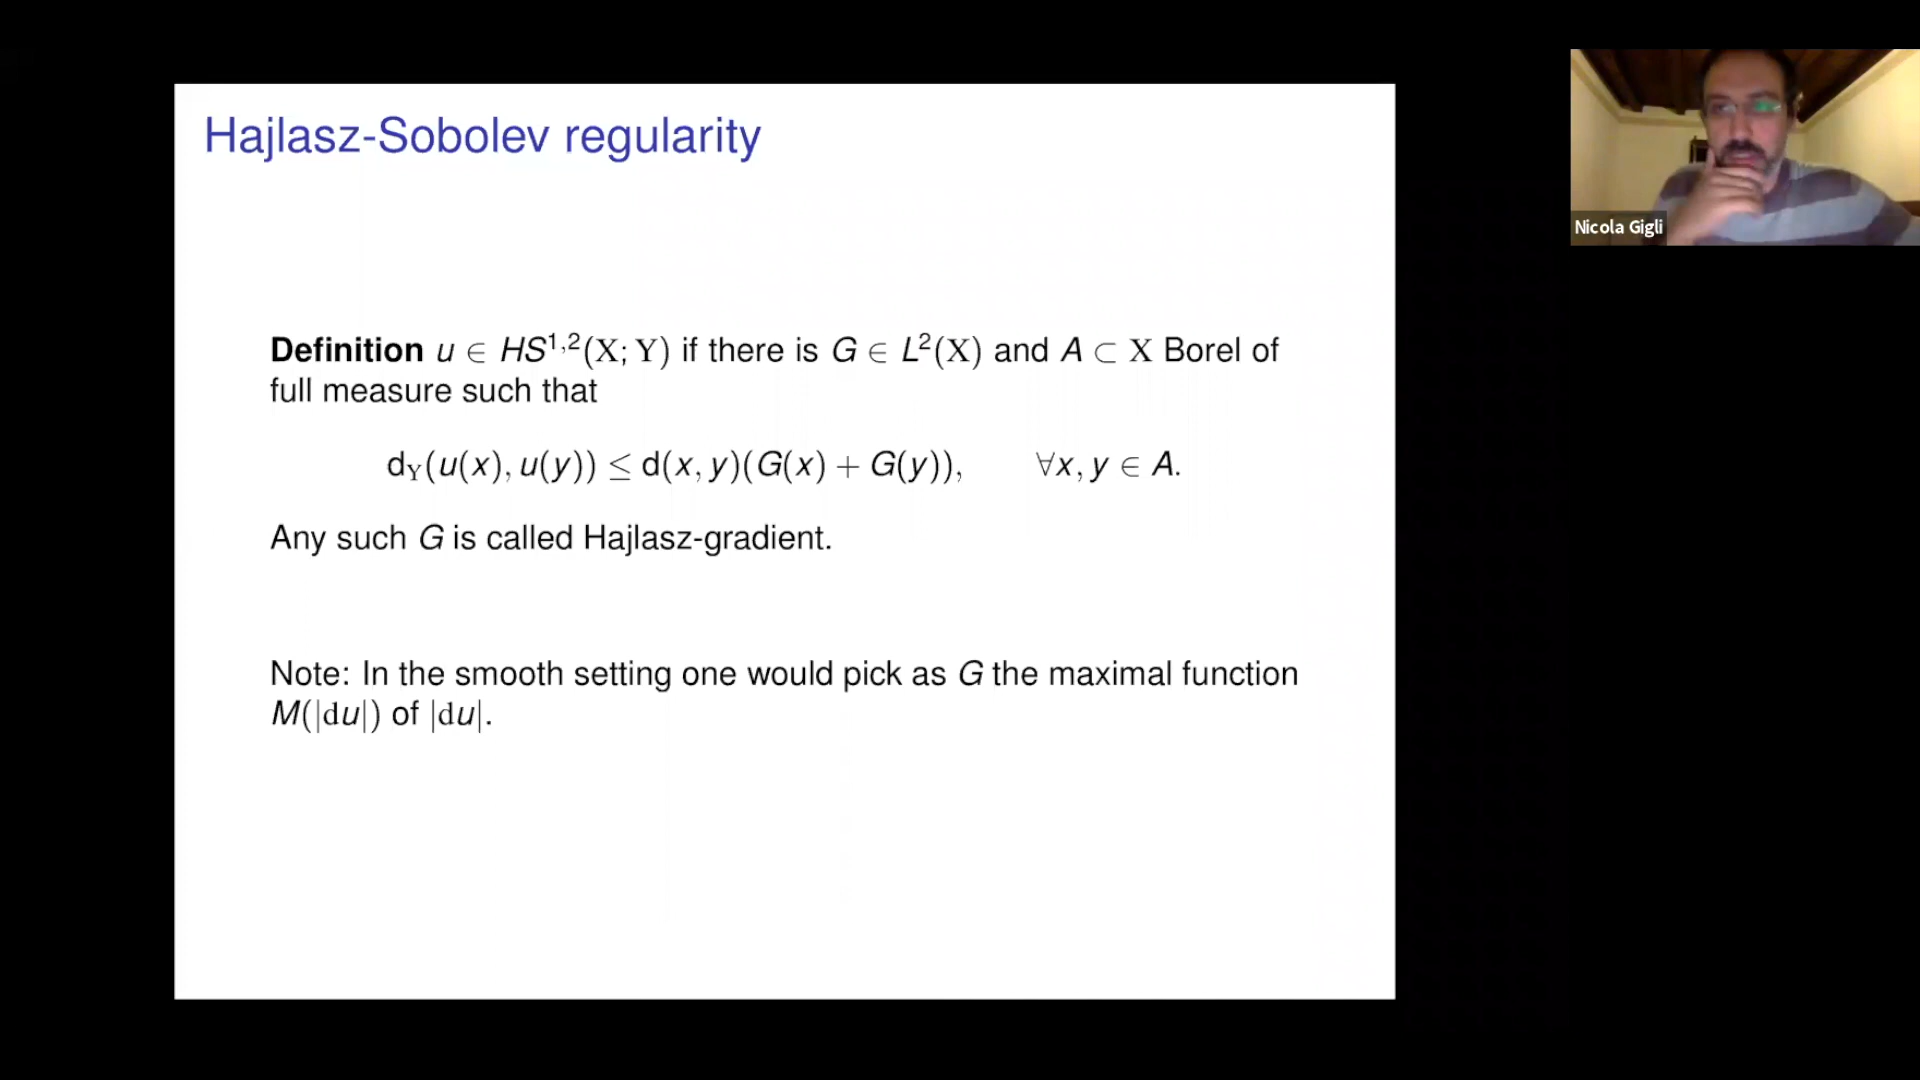 Hajlasz-Sobolev regularity
Nicola Gigli
Definition u ∈ HS^{1,2}(X; Y) if there is G ∈ L²(X) and A ⊂ X Borel of
full measure such that
d_Y(u(x), u(y)) ≤ d(x, y)(G(x) + G(y)), ∀x, y ∈ A.
Any such G is called Hajlasz-gradient.
Note: In the smooth setting one would pick as G the maximal function
M(|du|) of |du|.